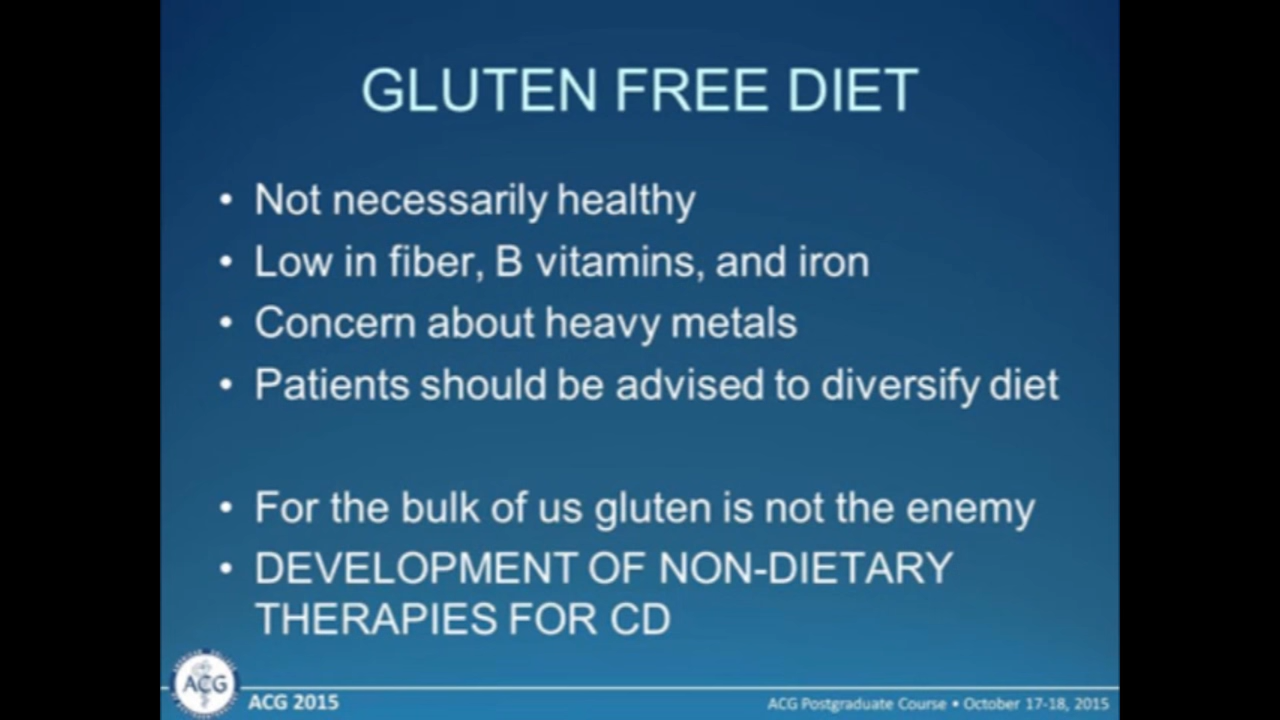 GLUTEN FREE DIET
• Not necessarily healthy
• Low in fiber, B vitamins, and iron
• Concern about heavy metals
• Patients should be advised to diversify diet
• For the bulk of us gluten is not the enemy
• DEVELOPMENT OF NON-DIETARY
THERAPIES FOR CD
ACG
ACG 2015
ACG Postgraduate Course • October 17-18, 2015